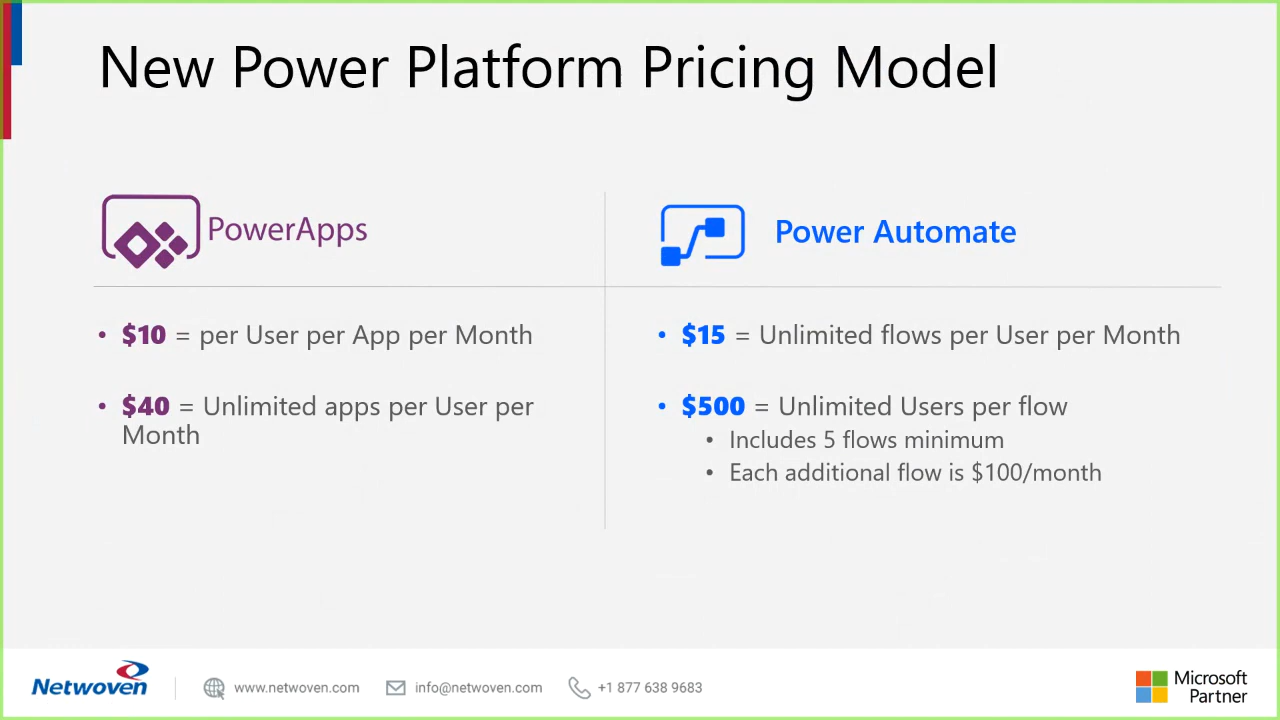 New Power Platform Pricing Model
PowerApps
• $10 = per User per App per Month
• $40 = Unlimited apps per User per
Month
Power Automate
• $15 = Unlimited flows per User per Month
• $500 = Unlimited Users per flow
• Includes 5 flows minimum
• Each additional flow is $100/month
Netwoven
www.netwoven.com
info@netwoven.com
+1 877 638 9683
Microsoft
Partner